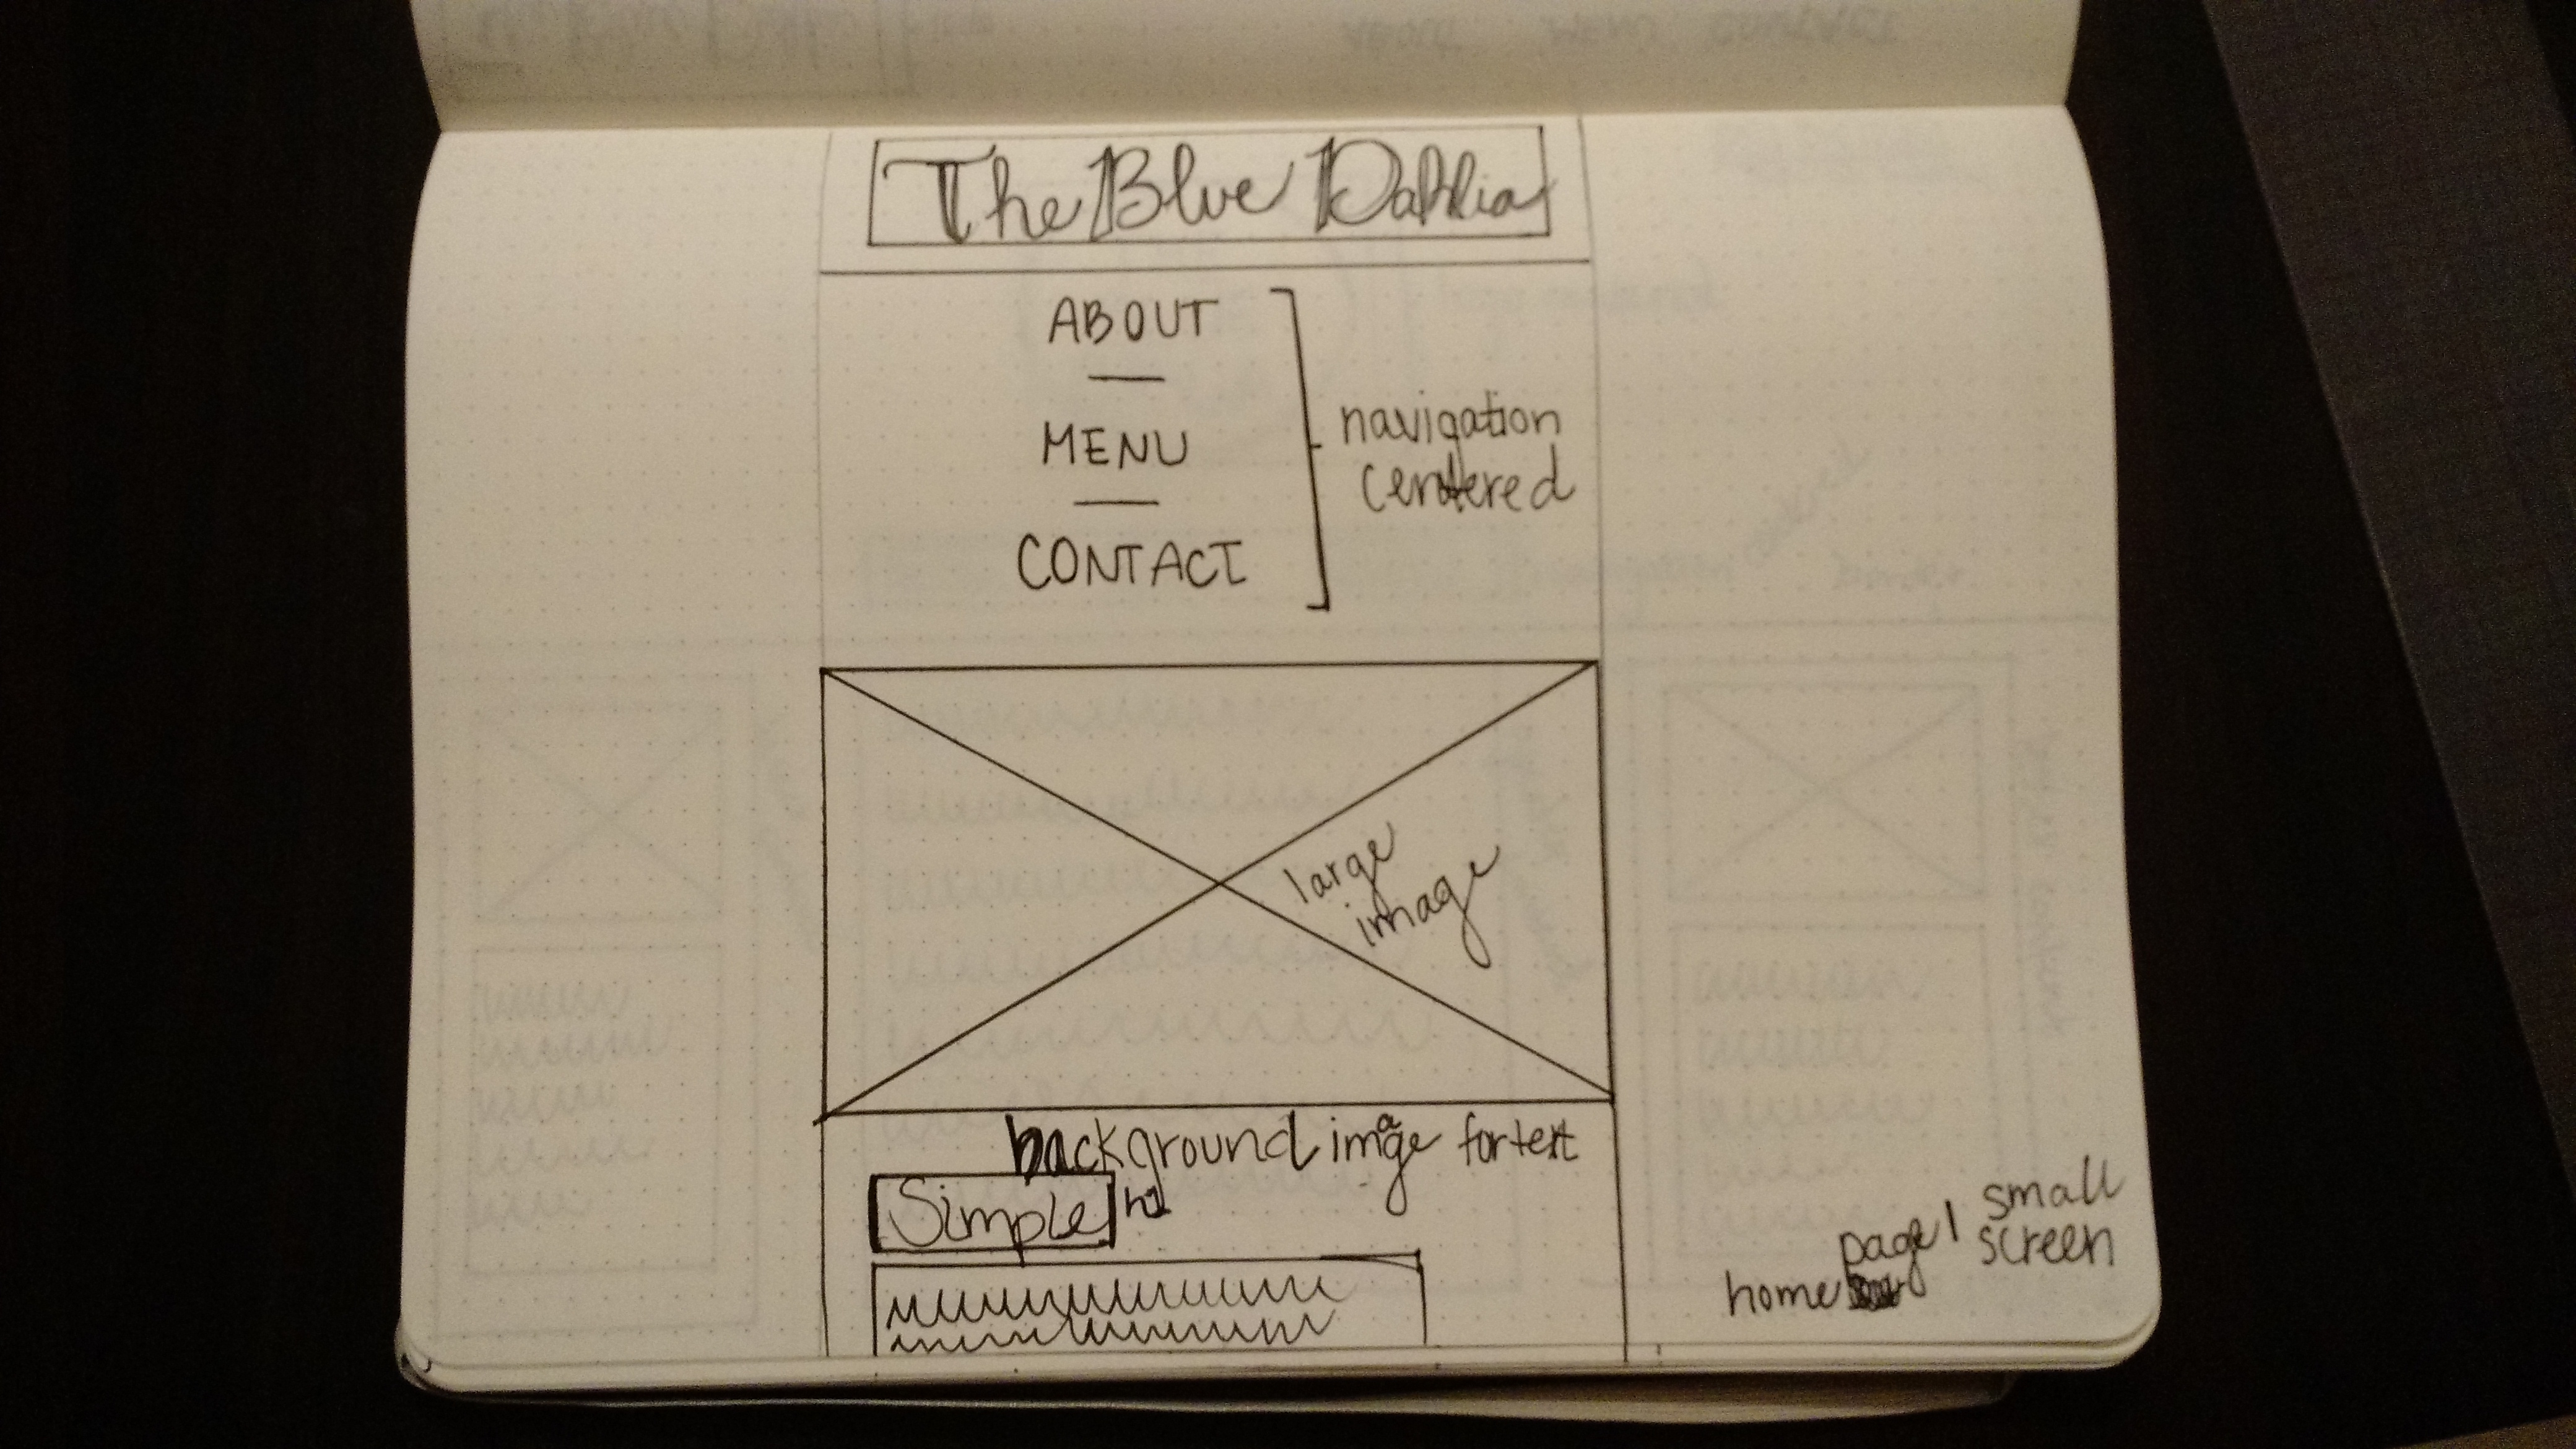 The Blue Dahlia
ABOUT
MENU
CONTACT
navigation
centered
large
image
background image for text
Simple
h1
page 1
small
screen
home